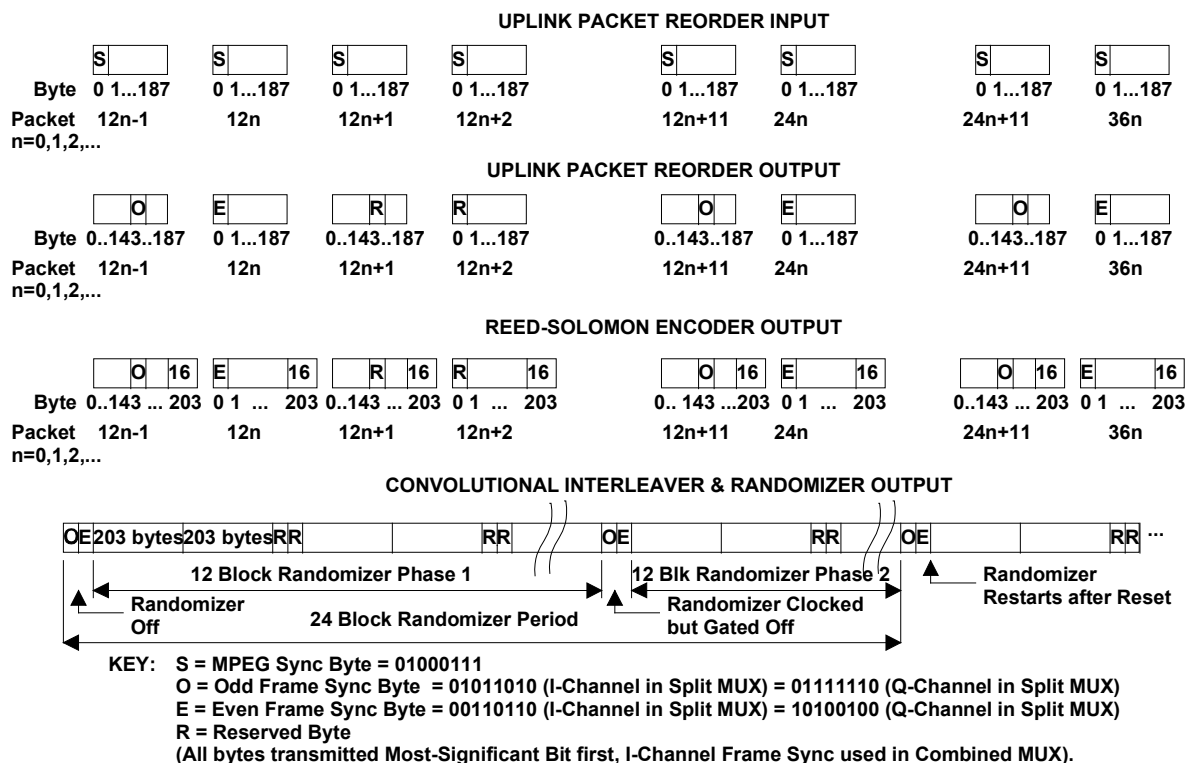 UPLINK PACKET REORDER INPUT
S S S S S S S S
Byte 0 1...187 0 1...187 0 1...187 0 1...187 0 1...187 0 1...187 0 1...187 0 1...187
Packet 12n-1 12n 12n+1 12n+2 12n+11 24n 24n+11 36n
n=0,1,2,...
UPLINK PACKET REORDER OUTPUT
O E R R O E O E
Byte 0..143..187 0 1...187 0..143..187 0 1...187 0..143..187 0 1...187 0..143..187 0 1...187
Packet 12n-1 12n 12n+1 12n+2 12n+11 24n 24n+11 36n
n=0,1,2,...
REED-SOLOMON ENCODER OUTPUT
O 16 E 16 R 16 R 16 O 16 E 16 O 16 E 16
Byte 0..143 ... 203 0 1 ... 203 0..143 ... 203 0 1 ... 203 0.. 143 ...203 0 1 ... 203 0..143 ... 203 0 1 ... 203
Packet 12n-1 12n 12n+1 12n+2 12n+11 24n 24n+11 36n
n=0,1,2,...
CONVOLUTIONAL INTERLEAVER & RANDOMIZER OUTPUT
O E 203 bytes 203 bytes R R R R O E R R O E R R ...
12 Block Randomizer Phase 1 12 Blk Randomizer Phase 2 Randomizer
Restarts after Reset
Randomizer
Off
24 Block Randomizer Period
Randomizer Clocked
but Gated Off
KEY: S = MPEG Sync Byte = 01000111
O = Odd Frame Sync Byte = 01011010 (I-Channel in Split MUX) = 01111110 (Q-Channel in Split MUX)
E = Even Frame Sync Byte = 00110110 (I-Channel in Split MUX) = 10100100 (Q-Channel in Split MUX)
R = Reserved Byte
(All bytes transmitted Most-Significant Bit first, I-Channel Frame Sync used in Combined MUX).